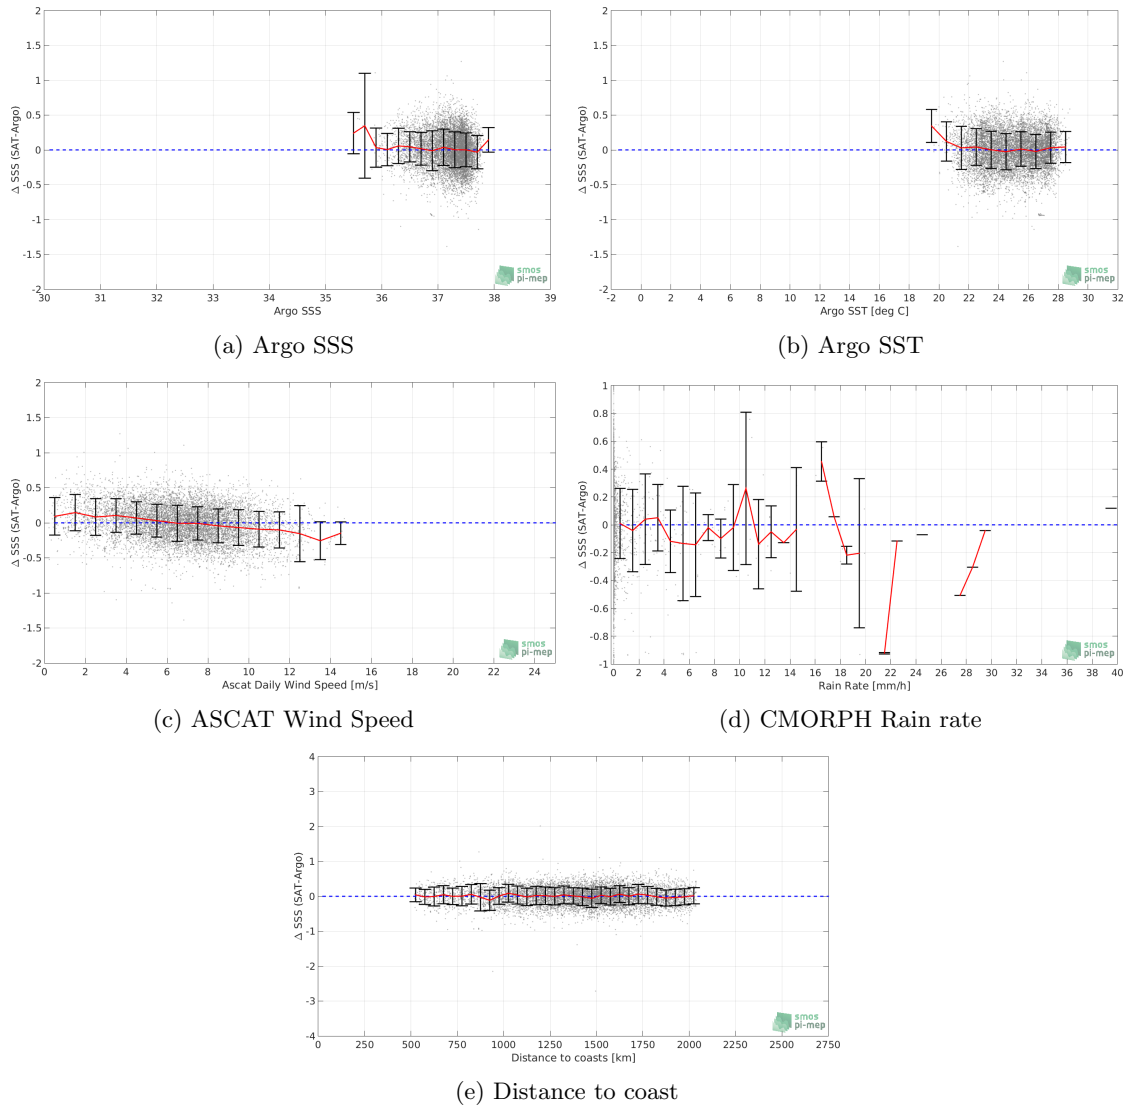 2
1.5
1
0.5
0
-0.5
-1
-1.5
-2
Δ SSS (SAT-Argo)
30 31 32 33 34 35 36 37 38 39
Argo SSS
smos
pi-mep
(a) Argo SSS
2
1.5
1
0.5
0
-0.5
-1
-1.5
-2
Δ SSS (SAT-Argo)
-2 0 2 4 6 8 10 12 14 16 18 20 22 24 26 28 30 32
Argo SST [deg C]
smos
pi-mep
(b) Argo SST
2
1.5
1
0.5
0
-0.5
-1
-1.5
-2
Δ SSS (SAT-Argo)
0 2 4 6 8 10 12 14 16 18 20 22 24
Ascat Daily Wind Speed [m/s]
smos
pi-mep
(c) ASCAT Wind Speed
1
0.8
0.6
0.4
0.2
0
-0.2
-0.4
-0.6
-0.8
-1
Δ SSS (SAT-Argo)
0 2 4 6 8 10 12 14 16 18 20 22 24 26 28 30 32 34 36 38 40
Rain Rate [mm/h]
smos
pi-mep
(d) CMORPH Rain rate
4
3
2
1
0
-1
-2
-3
-4
Δ SSS (SAT-Argo)
0 250 500 750 1000 1250 1500 1750 2000 2250 2500 2750
Distance to coasts [km]
smos
pi-mep
(e) Distance to coast